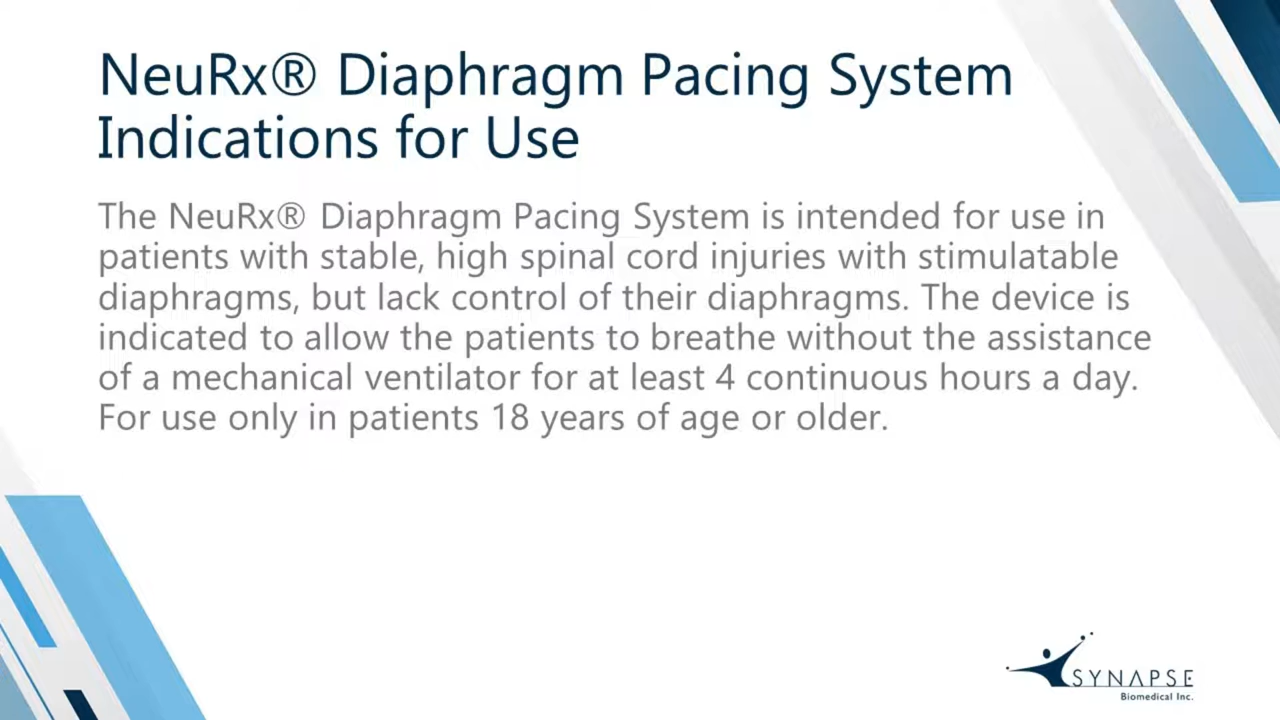 NeuRx® Diaphragm Pacing System
Indications for Use
The NeuRx® Diaphragm Pacing System is intended for use in
patients with stable, high spinal cord injuries with stimulatable
diaphragms, but lack control of their diaphragms. The device is
indicated to allow the patients to breathe without the assistance
of a mechanical ventilator for at least 4 continuous hours a day.
For use only in patients 18 years of age or older.
SYNAPSE
Biomedical Inc.